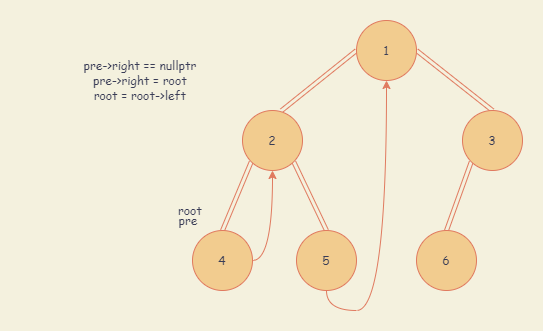 1
pre->right == nullptr
pre->right = root
root = root->left
2
3
root
pre
4
5
6